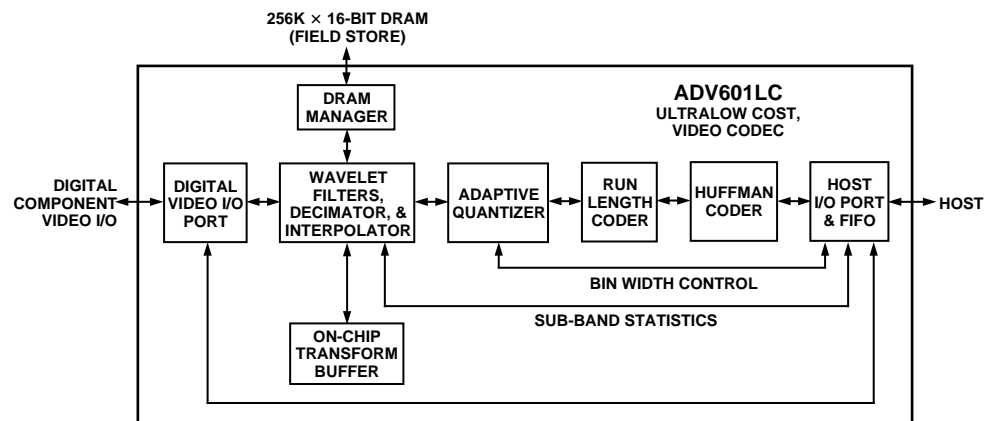 256K × 16-BIT DRAM
(FIELD STORE)
DRAM
MANAGER
ADV601LC
ULTRALOW COST,
VIDEO CODEC
DIGITAL
COMPONENT
VIDEO I/O
DIGITAL
VIDEO I/O
PORT
WAVELET
FILTERS,
DECIMATOR, &
INTERPOLATOR
ADAPTIVE
QUANTIZER
RUN
LENGTH
CODER
HUFFMAN
CODER
HOST
I/O PORT
& FIFO
HOST
BIN WIDTH CONTROL
SUB-BAND STATISTICS
ON-CHIP
TRANSFORM
BUFFER